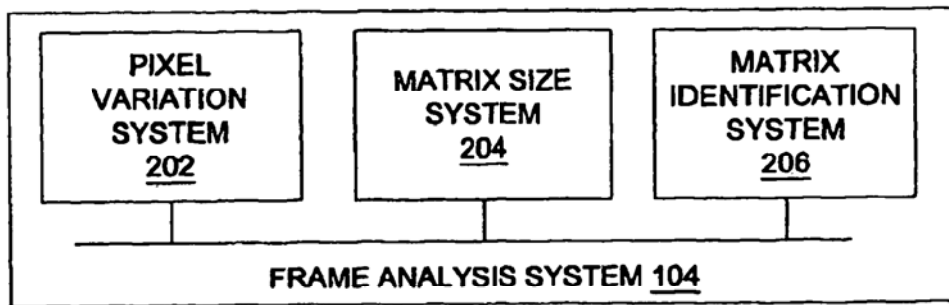 PIXEL
VARIATION
SYSTEM
202
MATRIX SIZE
SYSTEM
204
MATRIX
IDENTIFICATION
SYSTEM
206
FRAME ANALYSIS SYSTEM 104